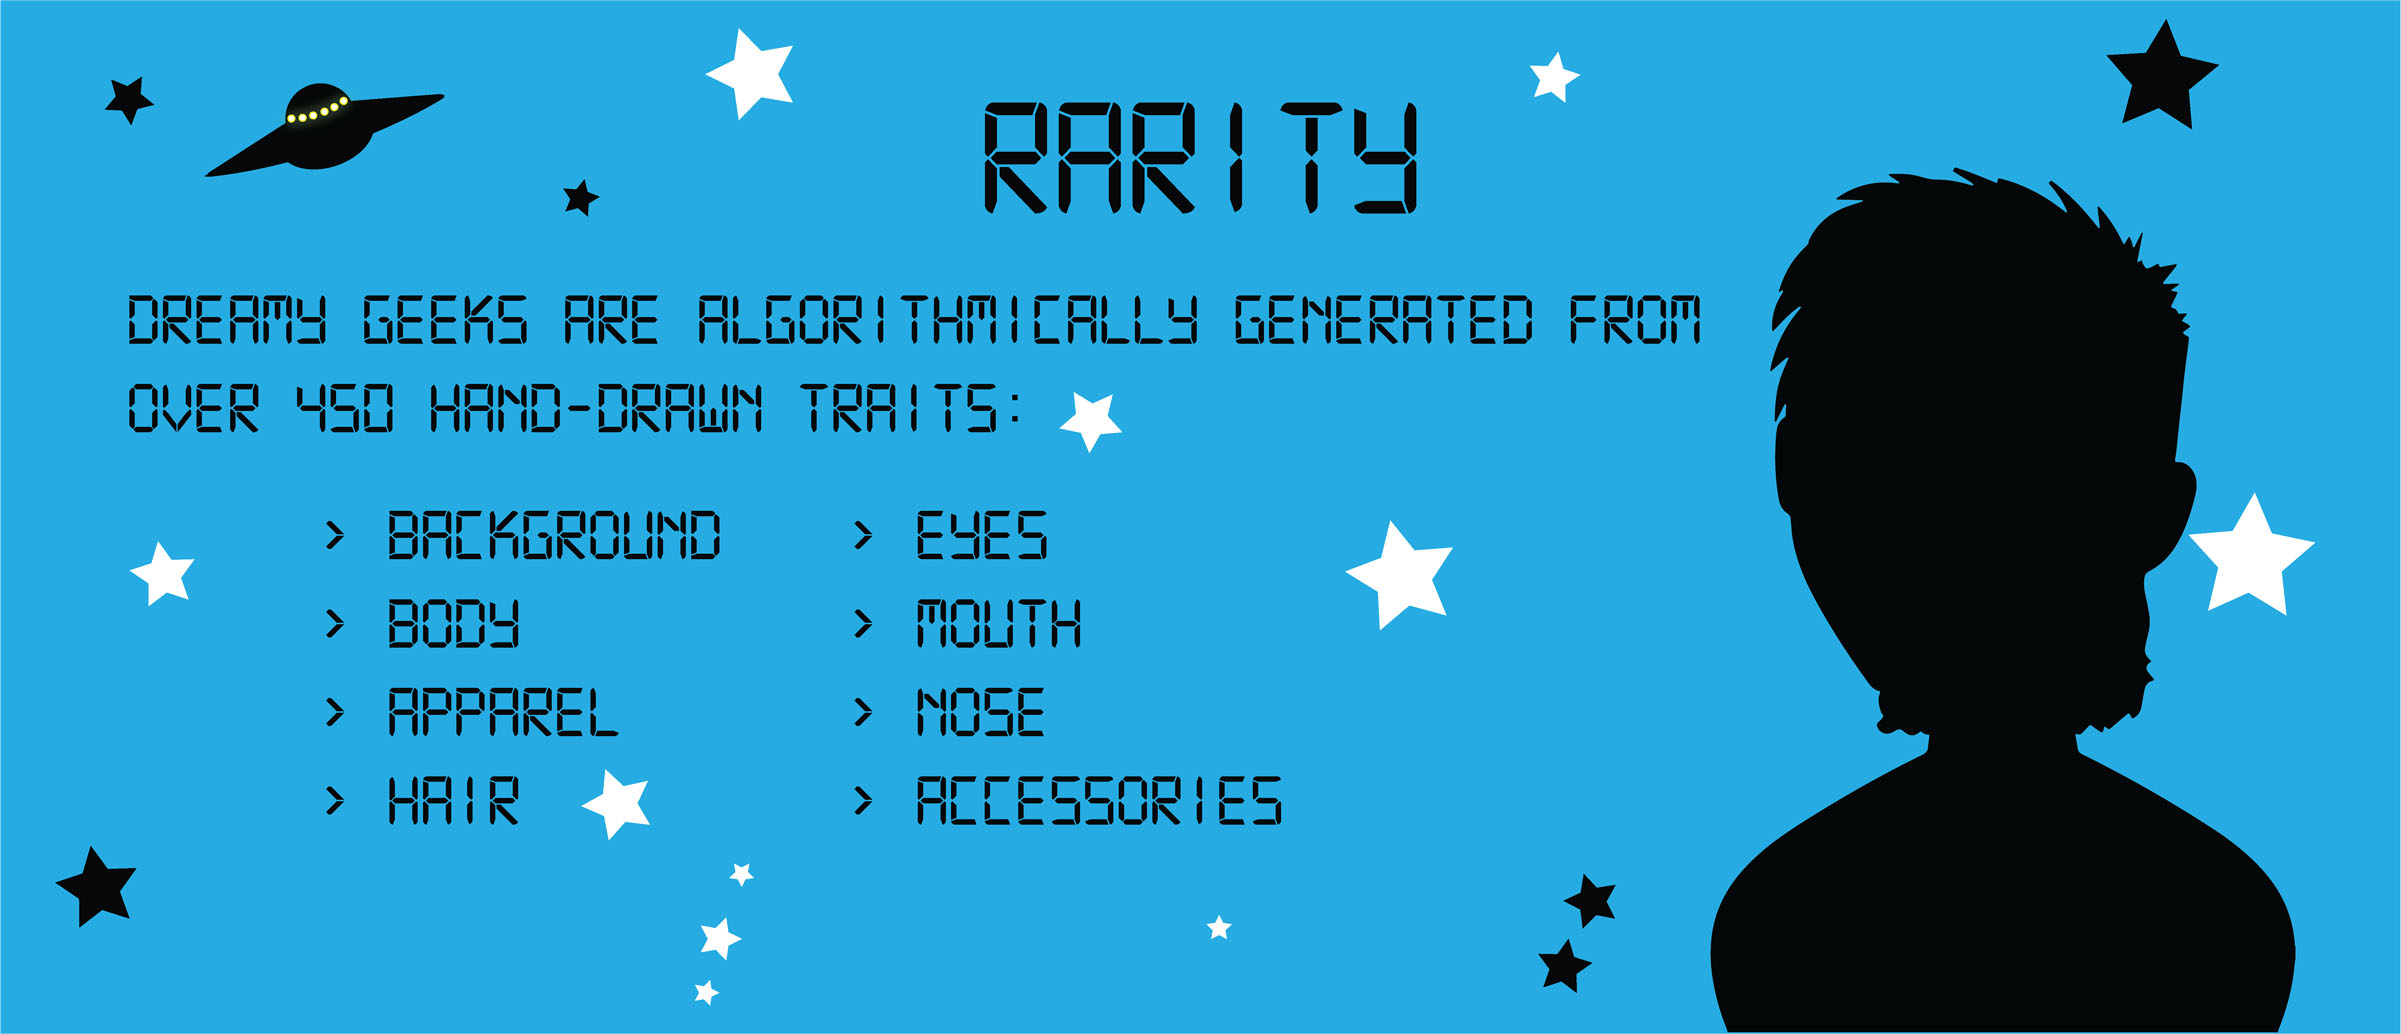 RARITY
DREAMY GEEKS ARE ALGORITHMICALLY GENERATED FROM
OVER 450 HAND-DRAWN TRAITS:
> BACKGROUND
> BODY
> APPAREL
> HAIR
> EYES
> MOUTH
> NOSE
> ACCESSORIES